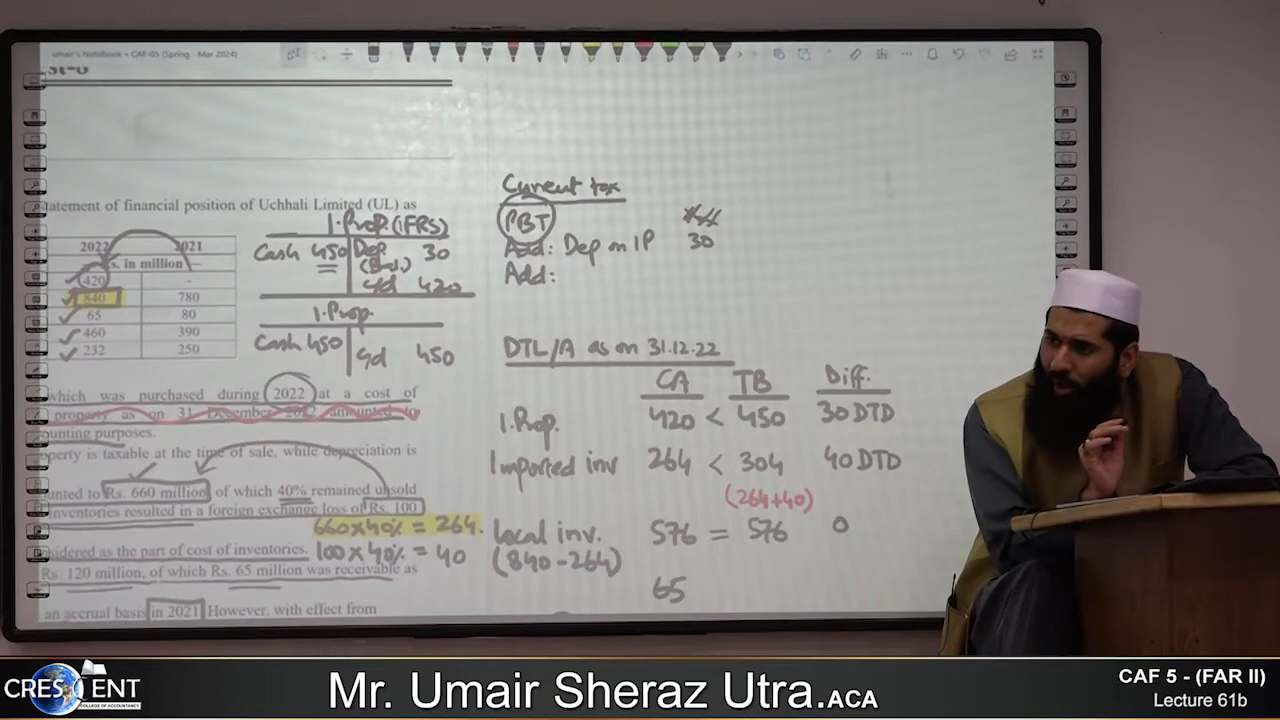 umair's Notebook • CAF-05 (Spring - Mar 2024)
statement of financial position of Uchhali Limited (UL) as
2022 2021
Rs. in million
420 -
840 780
65 80
460 390
232 250
which was purchased during 2022 at a cost of
property as on 31 December 2022 amounted to
ounting purposes.
perty is taxable at the time of sale, while depreciation is
unted to Rs. 660 million, of which 40% remained unsold
inventories resulted in a foreign exchange loss of Rs. 100
660x40% = 264.
nsidered as the part of cost of inventories. 100x40% = 40
Rs. 120 million, of which Rs. 65 million was receivable as
an accrual basis in 2021. However, with effect from
I.Prop.(IFRS)
Cash 450 Dep 30
(Bal.)
c/d 420
I.Prop.
Cash 450
c/d 450
Current tax
PBT
Add: Dep on IP 30
Add:
DTL/A as on 31.12.22
CA TB Diff.
I.Prop. 420 < 450 30 DTD
Imported inv 264 < 304 40 DTD
(264+40)
Local inv. 576 = 576 0
(840-264)
65
CRESCENT
COLLEGE OF ACCOUNTANCY
Mr. Umair Sheraz Utra.ACA
CAF 5 - (FAR II)
Lecture 61b